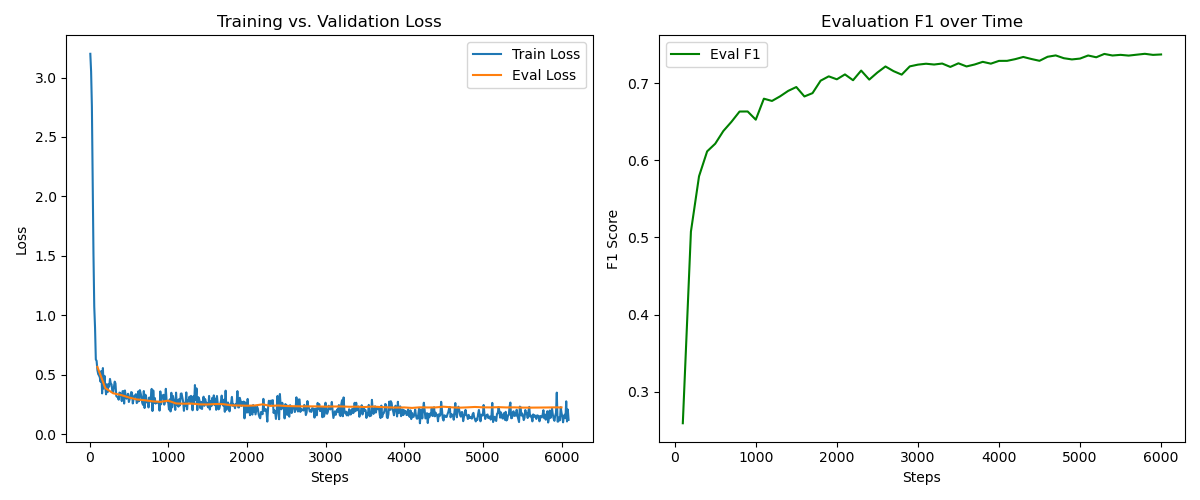 Training vs. Validation Loss
Train Loss
Eval Loss
Loss
3.0
2.5
2.0
1.5
1.0
0.5
0.0
0 1000 2000 3000 4000 5000 6000
Steps
Evaluation F1 over Time
Eval F1
F1 Score
0.7
0.6
0.5
0.4
0.3
0 1000 2000 3000 4000 5000 6000
Steps